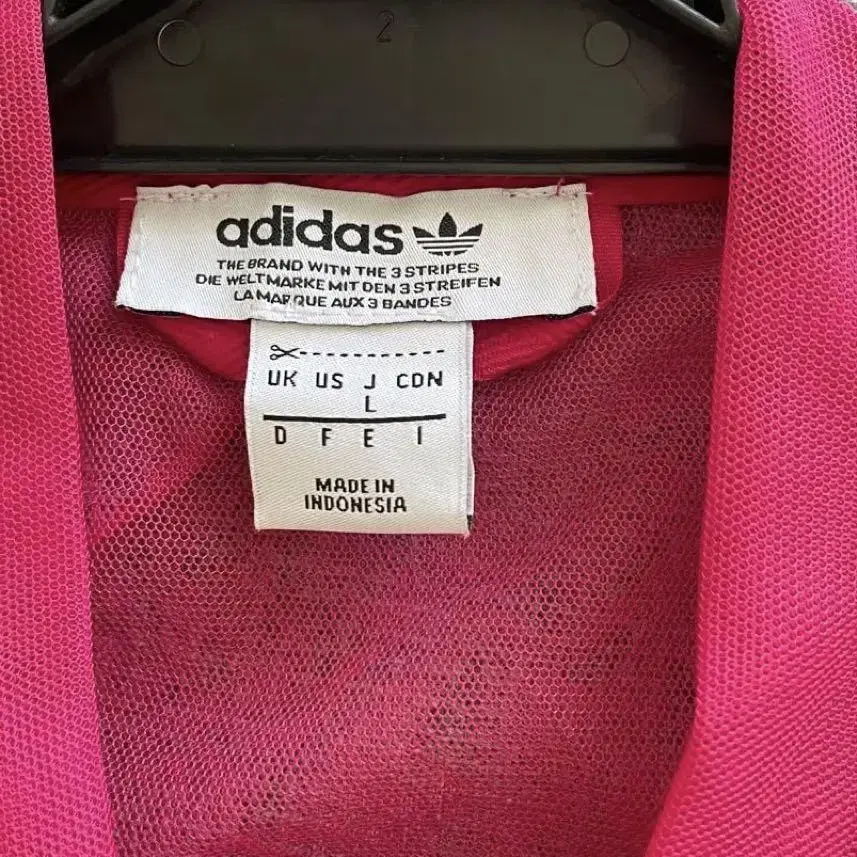 2
adidas
THE BRAND WITH THE 3 STRIPES
DIE WELTMARKE MIT DEN 3 STREIFEN
LA MARQUE AUX 3 BANDES
UK US J CDN
L
D F E I
MADE IN
INDONESIA